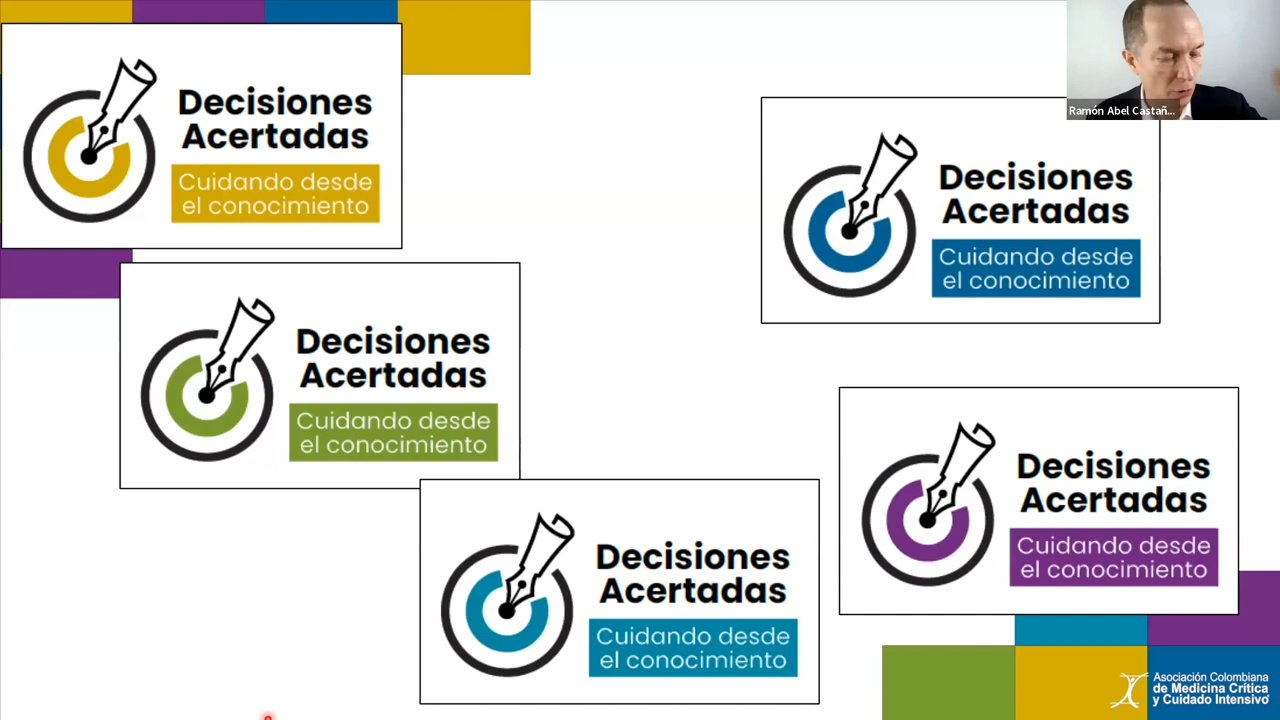 Decisiones
Acertadas
Cuidando desde
el conocimiento
Ramón Abel Castañ...
Decisiones
Acertadas
Cuidando desde
el conocimiento
Decisiones
Acertadas
Cuidando desde
el conocimiento
Decisiones
Acertadas
Cuidando desde
el conocimiento
Decisiones
Acertadas
Cuidando desde
el conocimiento
Asociación Colombiana
de Medicina Crítica
y Cuidado Intensivo